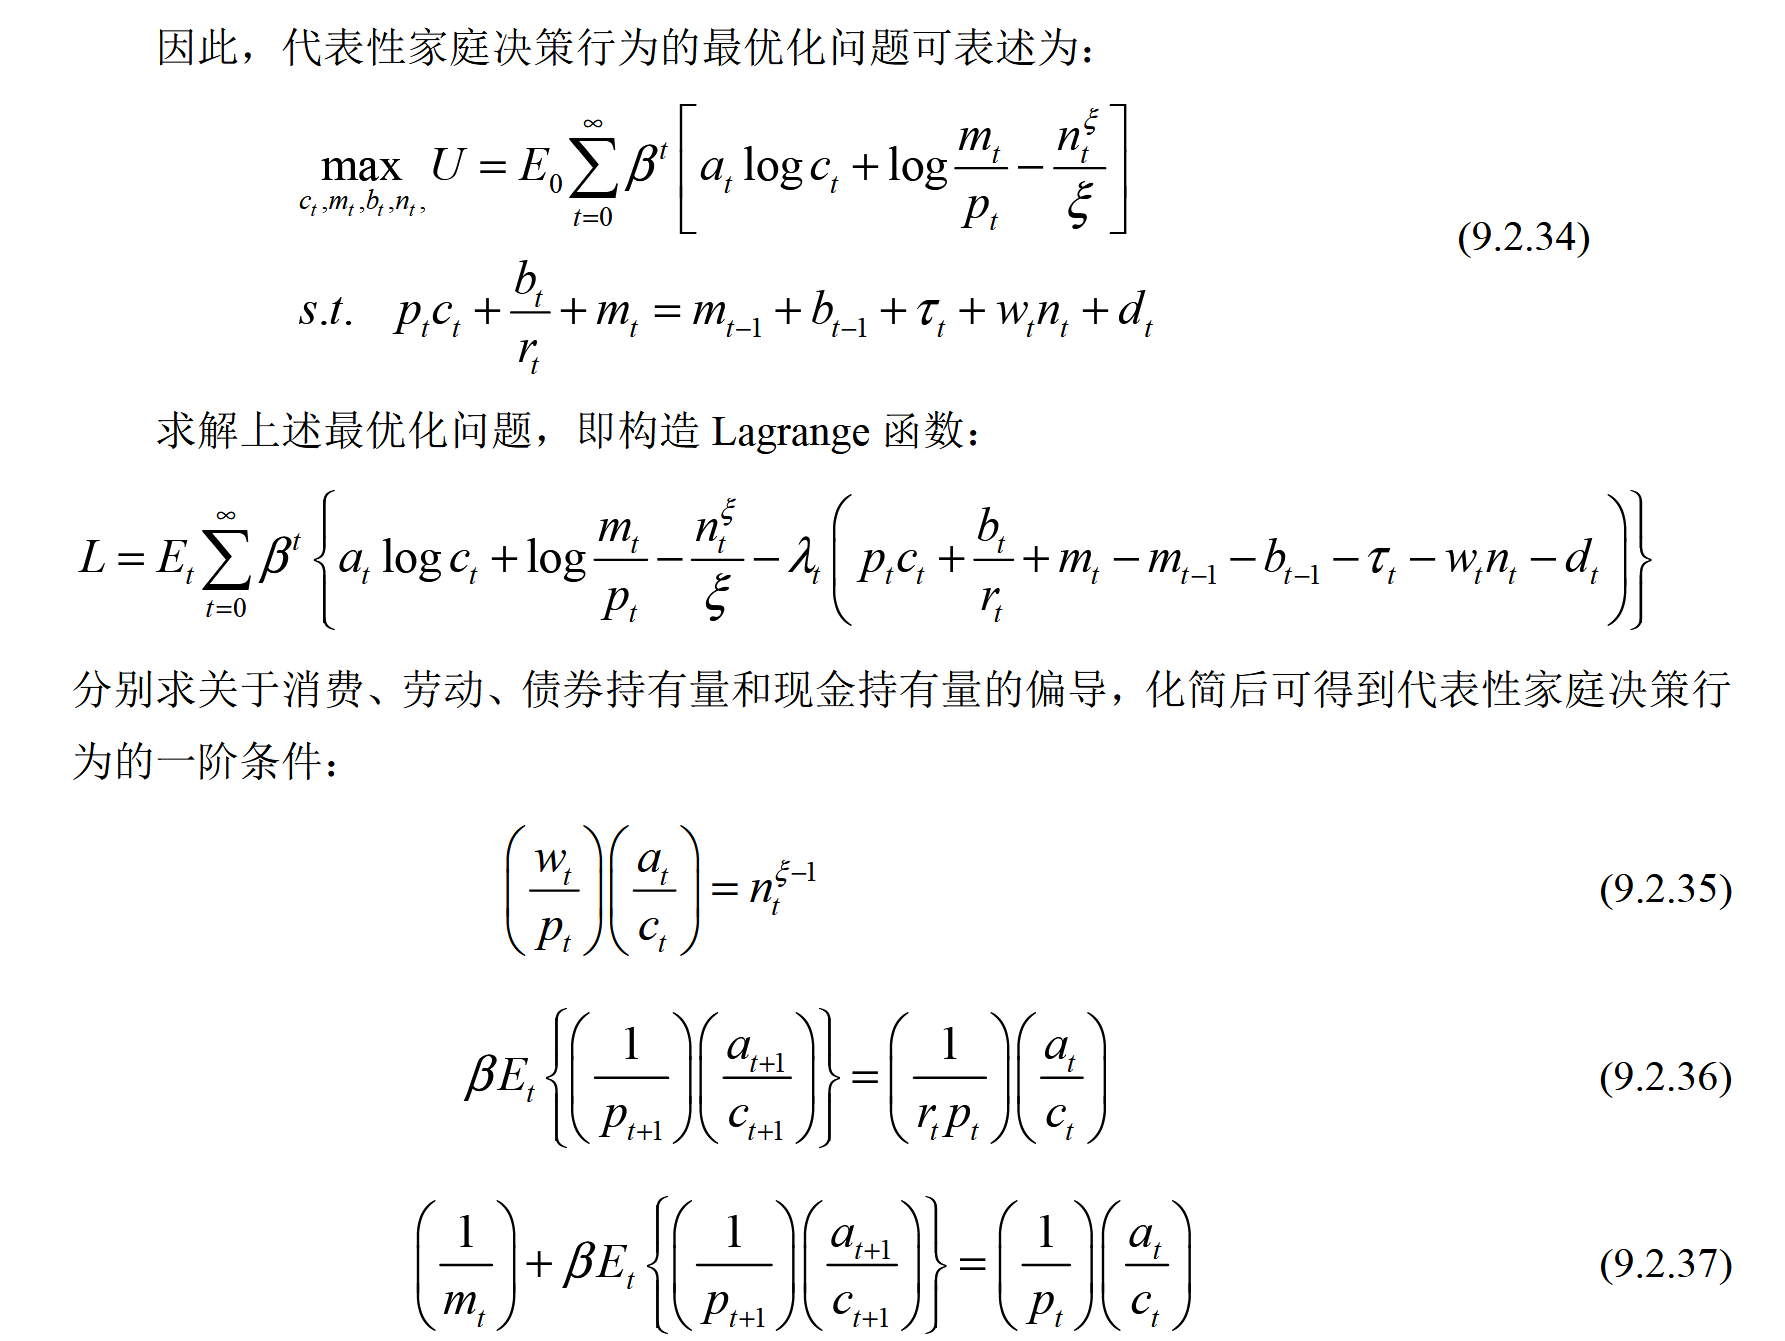 因此，代表性家庭决策行为的最优化问题可表述为：
$$\max_{c_t,m_t,b_t,n_t,} U = E_0 \sum_{t=0}^{\infty} \beta^t \left[ a_t \log c_t + \log \frac{m_t}{p_t} - \frac{n_t^{\xi}}{\xi} \right]$$
$$s.t. \quad p_t c_t + \frac{b_t}{r_t} + m_t = m_{t-1} + b_{t-1} + \tau_t + w_t n_t + d_t$$ (9.2.34)
求解上述最优化问题，即构造 Lagrange 函数：
$$L = E_t \sum_{t=0}^{\infty} \beta^t \left\{ a_t \log c_t + \log \frac{m_t}{p_t} - \frac{n_t^{\xi}}{\xi} - \lambda_t \left( p_t c_t + \frac{b_t}{r_t} + m_t - m_{t-1} - b_{t-1} - \tau_t - w_t n_t - d_t \right) \right\}$$
分别求关于消费、劳动、债券持有量和现金持有量的偏导，化简后可得到代表性家庭决策行
为的一阶条件：
$$\left( \frac{w_t}{p_t} \right) \left( \frac{a_t}{c_t} \right) = n_t^{\xi-1}$$ (9.2.35)
$$\beta E_t \left\{ \left( \frac{1}{p_{t+1}} \right) \left( \frac{a_{t+1}}{c_{t+1}} \right) \right\} = \left( \frac{1}{r_t p_t} \right) \left( \frac{a_t}{c_t} \right)$$ (9.2.36)
$$\left( \frac{1}{m_t} \right) + \beta E_t \left\{ \left( \frac{1}{p_{t+1}} \right) \left( \frac{a_{t+1}}{c_{t+1}} \right) \right\} = \left( \frac{1}{p_t} \right) \left( \frac{a_t}{c_t} \right)$$ (9.2.37)